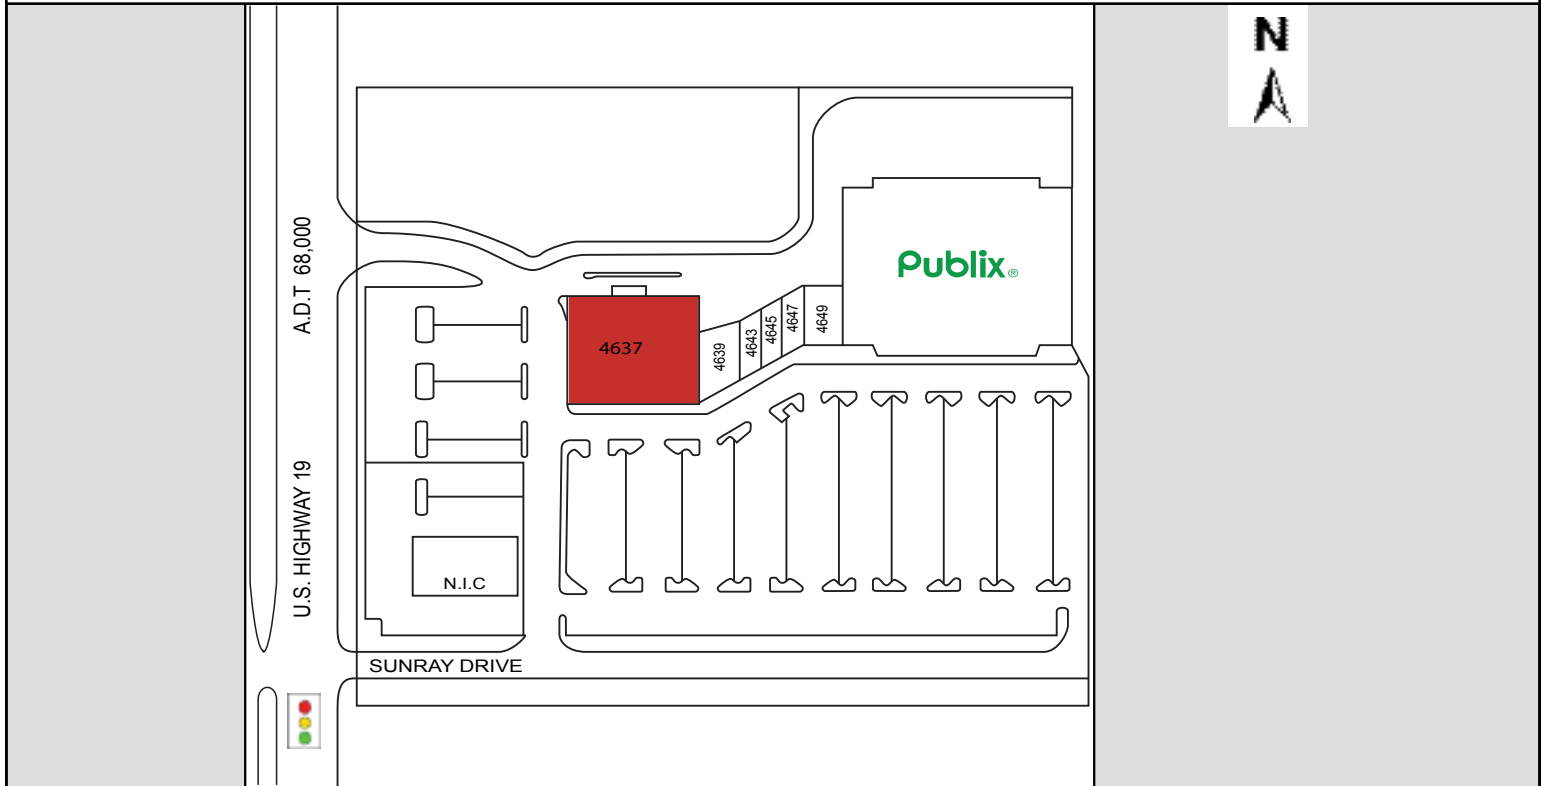 N
A.D.T 68,000
Publix®
4637
4639
4643
4645
4647
4649
U.S. HIGHWAY 19
N.I.C
SUNRAY DRIVE